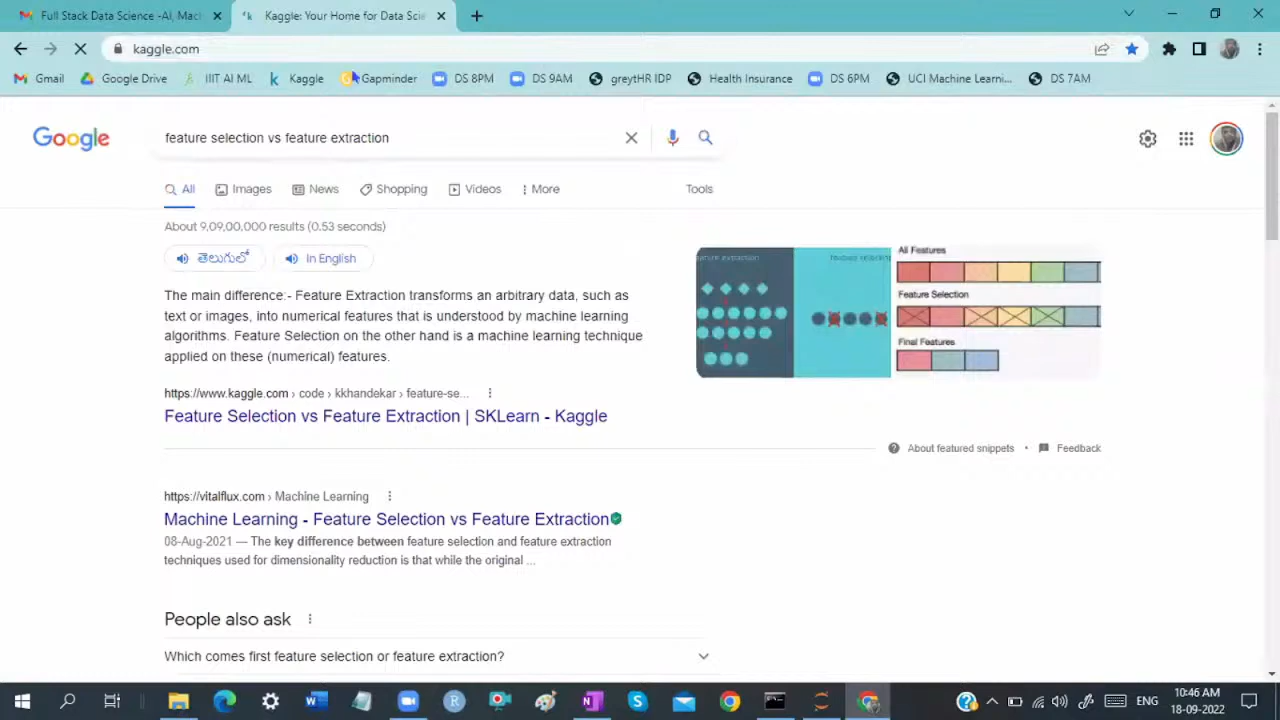 Full Stack Data Science -AI, Mach
Kaggle: Your Home for Data Scie
kaggle.com
Gmail
Google Drive
IIIT AI ML
Kaggle
Gapminder
DS 8PM
DS 9AM
greytHR IDP
Health Insurance
DS 6PM
UCI Machine Learni...
DS 7AM
Google
feature selection vs feature extraction
All
Images
News
Shopping
Videos
More
Tools
About 9,09,00,000 results (0.53 seconds)
తెలుగులో
In English
The main difference:- Feature Extraction transforms an arbitrary data, such as
text or images, into numerical features that is understood by machine learning
algorithms. Feature Selection on the other hand is a machine learning technique
applied on these (numerical) features.
eature extraction
feature selection
All Features
Feature Selection
Final Features
https://www.kaggle.com › code › kkhandekar › feature-se...
Feature Selection vs Feature Extraction | SKLearn - Kaggle
About featured snippets
Feedback
https://vitalflux.com › Machine Learning
Machine Learning - Feature Selection vs Feature Extraction
08-Aug-2021 — The key difference between feature selection and feature extraction
techniques used for dimensionality reduction is that while the original ...
People also ask
Which comes first feature selection or feature extraction?
ENG
10:46 AM
18-09-2022